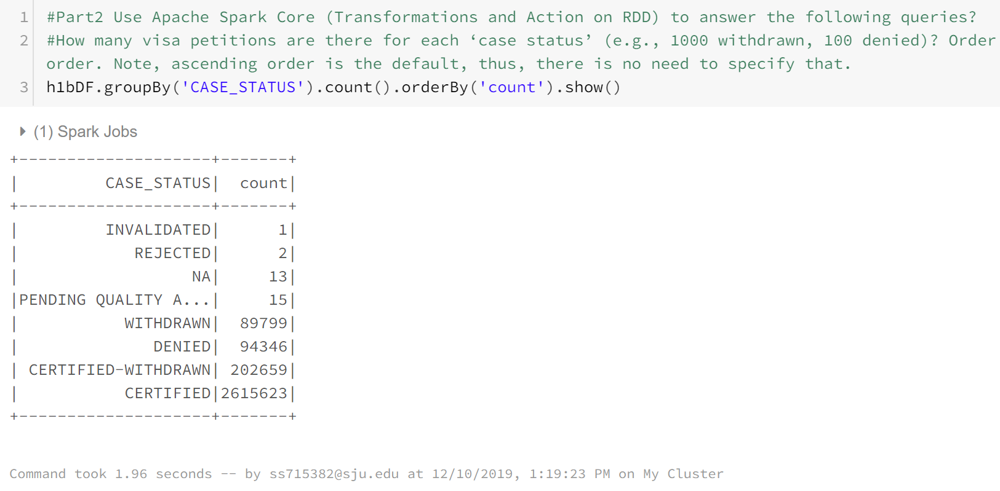 1 #Part2 Use Apache Spark Core (Transformations and Action on RDD) to answer the following queries?
2 #How many visa petitions are there for each ‘case status’ (e.g., 1000 withdrawn, 100 denied)? Order
order. Note, ascending order is the default, thus, there is no need to specify that.
3 h1bDF.groupBy('CASE_STATUS').count().orderBy('count').show()
(1) Spark Jobs
+--------------------+-------+
|         CASE_STATUS|  count|
+--------------------+-------+
|         INVALIDATED|      1|
|            REJECTED|      2|
|                  NA|     13|
|PENDING QUALITY A...|     15|
|           WITHDRAWN|  89799|
|              DENIED|  94346|
| CERTIFIED-WITHDRAWN| 202659|
|           CERTIFIED|2615623|
+--------------------+-------+
Command took 1.96 seconds -- by ss715382@sju.edu at 12/10/2019, 1:19:23 PM on My Cluster